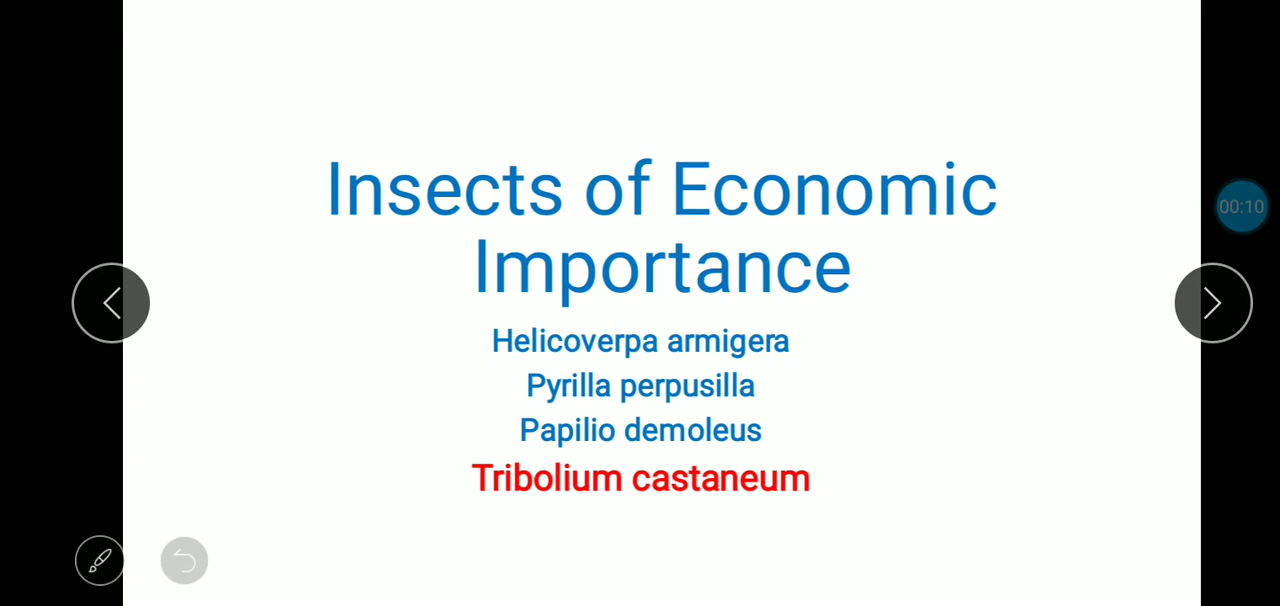 Insects of Economic
Importance
Helicoverpa armigera
Pyrilla perpusilla
Papilio demoleus
Tribolium castaneum
00:10